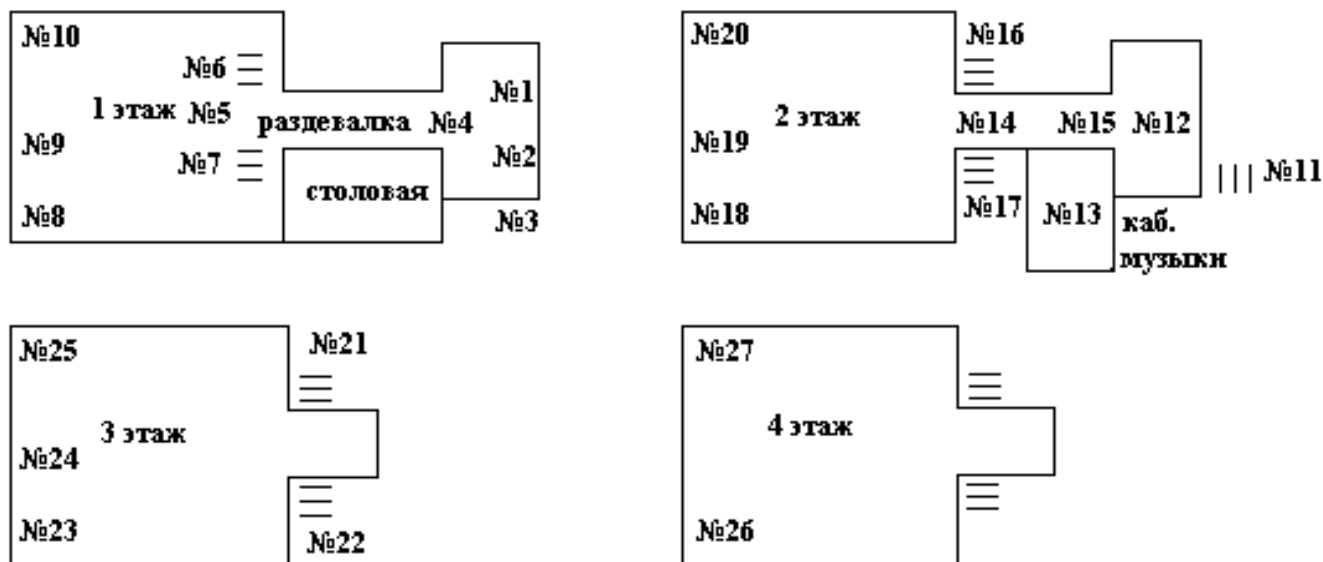 №10
№6
№1
1 этаж №5
раздевалка №4
№9
№7
№2
столовая
№8
№3
№20
№16
2 этаж
№14 №15 №12
№19
№11
№18
№17 №13 каб.
музыки
№25
№21
3 этаж
№24
№23
№22
№27
4 этаж
№26